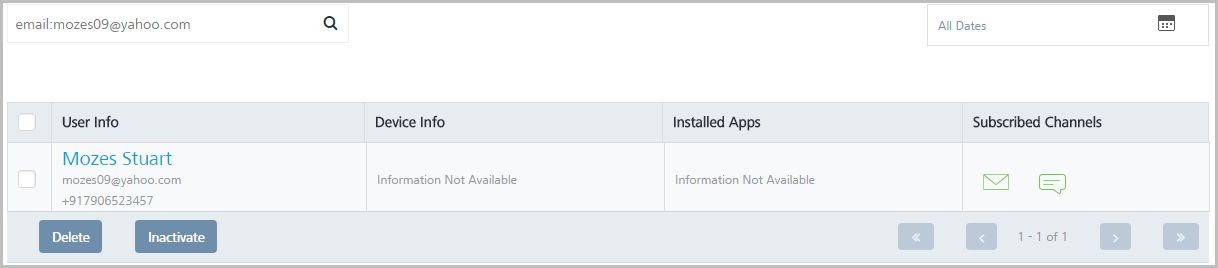 email:mozes09@yahoo.com
All Dates
User Info
Device Info
Installed Apps
Subscribed Channels
Mozes Stuart
mozes09@yahoo.com
+917906523457
Information Not Available
Information Not Available
Delete
Inactivate
«
‹
1 - 1 of 1
›
»